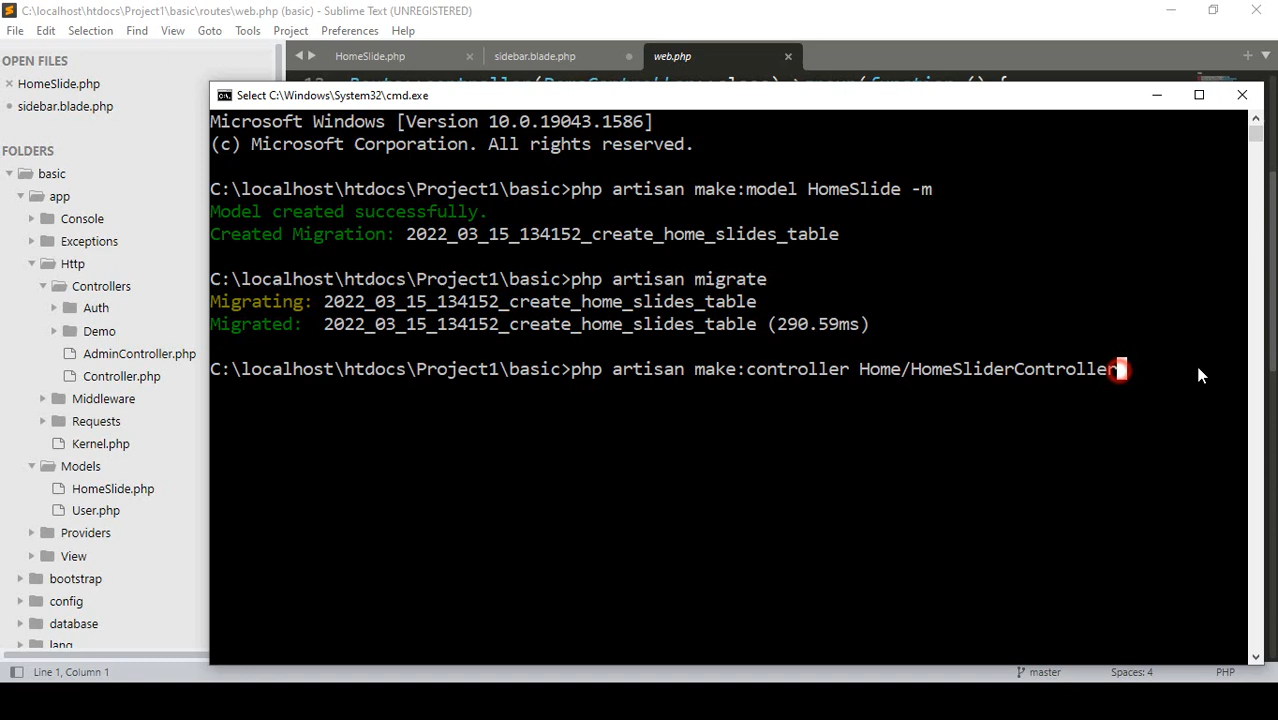 C:\localhost\htdocs\Project1\basic\routes\web.php (basic) - Sublime Text (UNREGISTERED)
File Edit Selection Find View Goto Tools Project Preferences Help
OPEN FILES
HomeSlide.php
sidebar.blade.php
HomeSlide.php sidebar.blade.php web.php
FOLDERS
basic
app
Console
Exceptions
Http
Controllers
Auth
Demo
AdminController.php
Controller.php
Middleware
Requests
Kernel.php
Models
HomeSlide.php
User.php
Providers
View
bootstrap
config
database
lang
Select C:\Windows\System32\cmd.exe
Microsoft Windows [Version 10.0.19043.1586]
(c) Microsoft Corporation. All rights reserved.
C:\localhost\htdocs\Project1\basic>php artisan make:model HomeSlide -m
Model created successfully.
Created Migration: 2022_03_15_134152_create_home_slides_table
C:\localhost\htdocs\Project1\basic>php artisan migrate
Migrating: 2022_03_15_134152_create_home_slides_table
Migrated:  2022_03_15_134152_create_home_slides_table (290.59ms)
C:\localhost\htdocs\Project1\basic>php artisan make:controller Home/HomeSliderController
Line 1, Column 1 master Spaces: 4 PHP